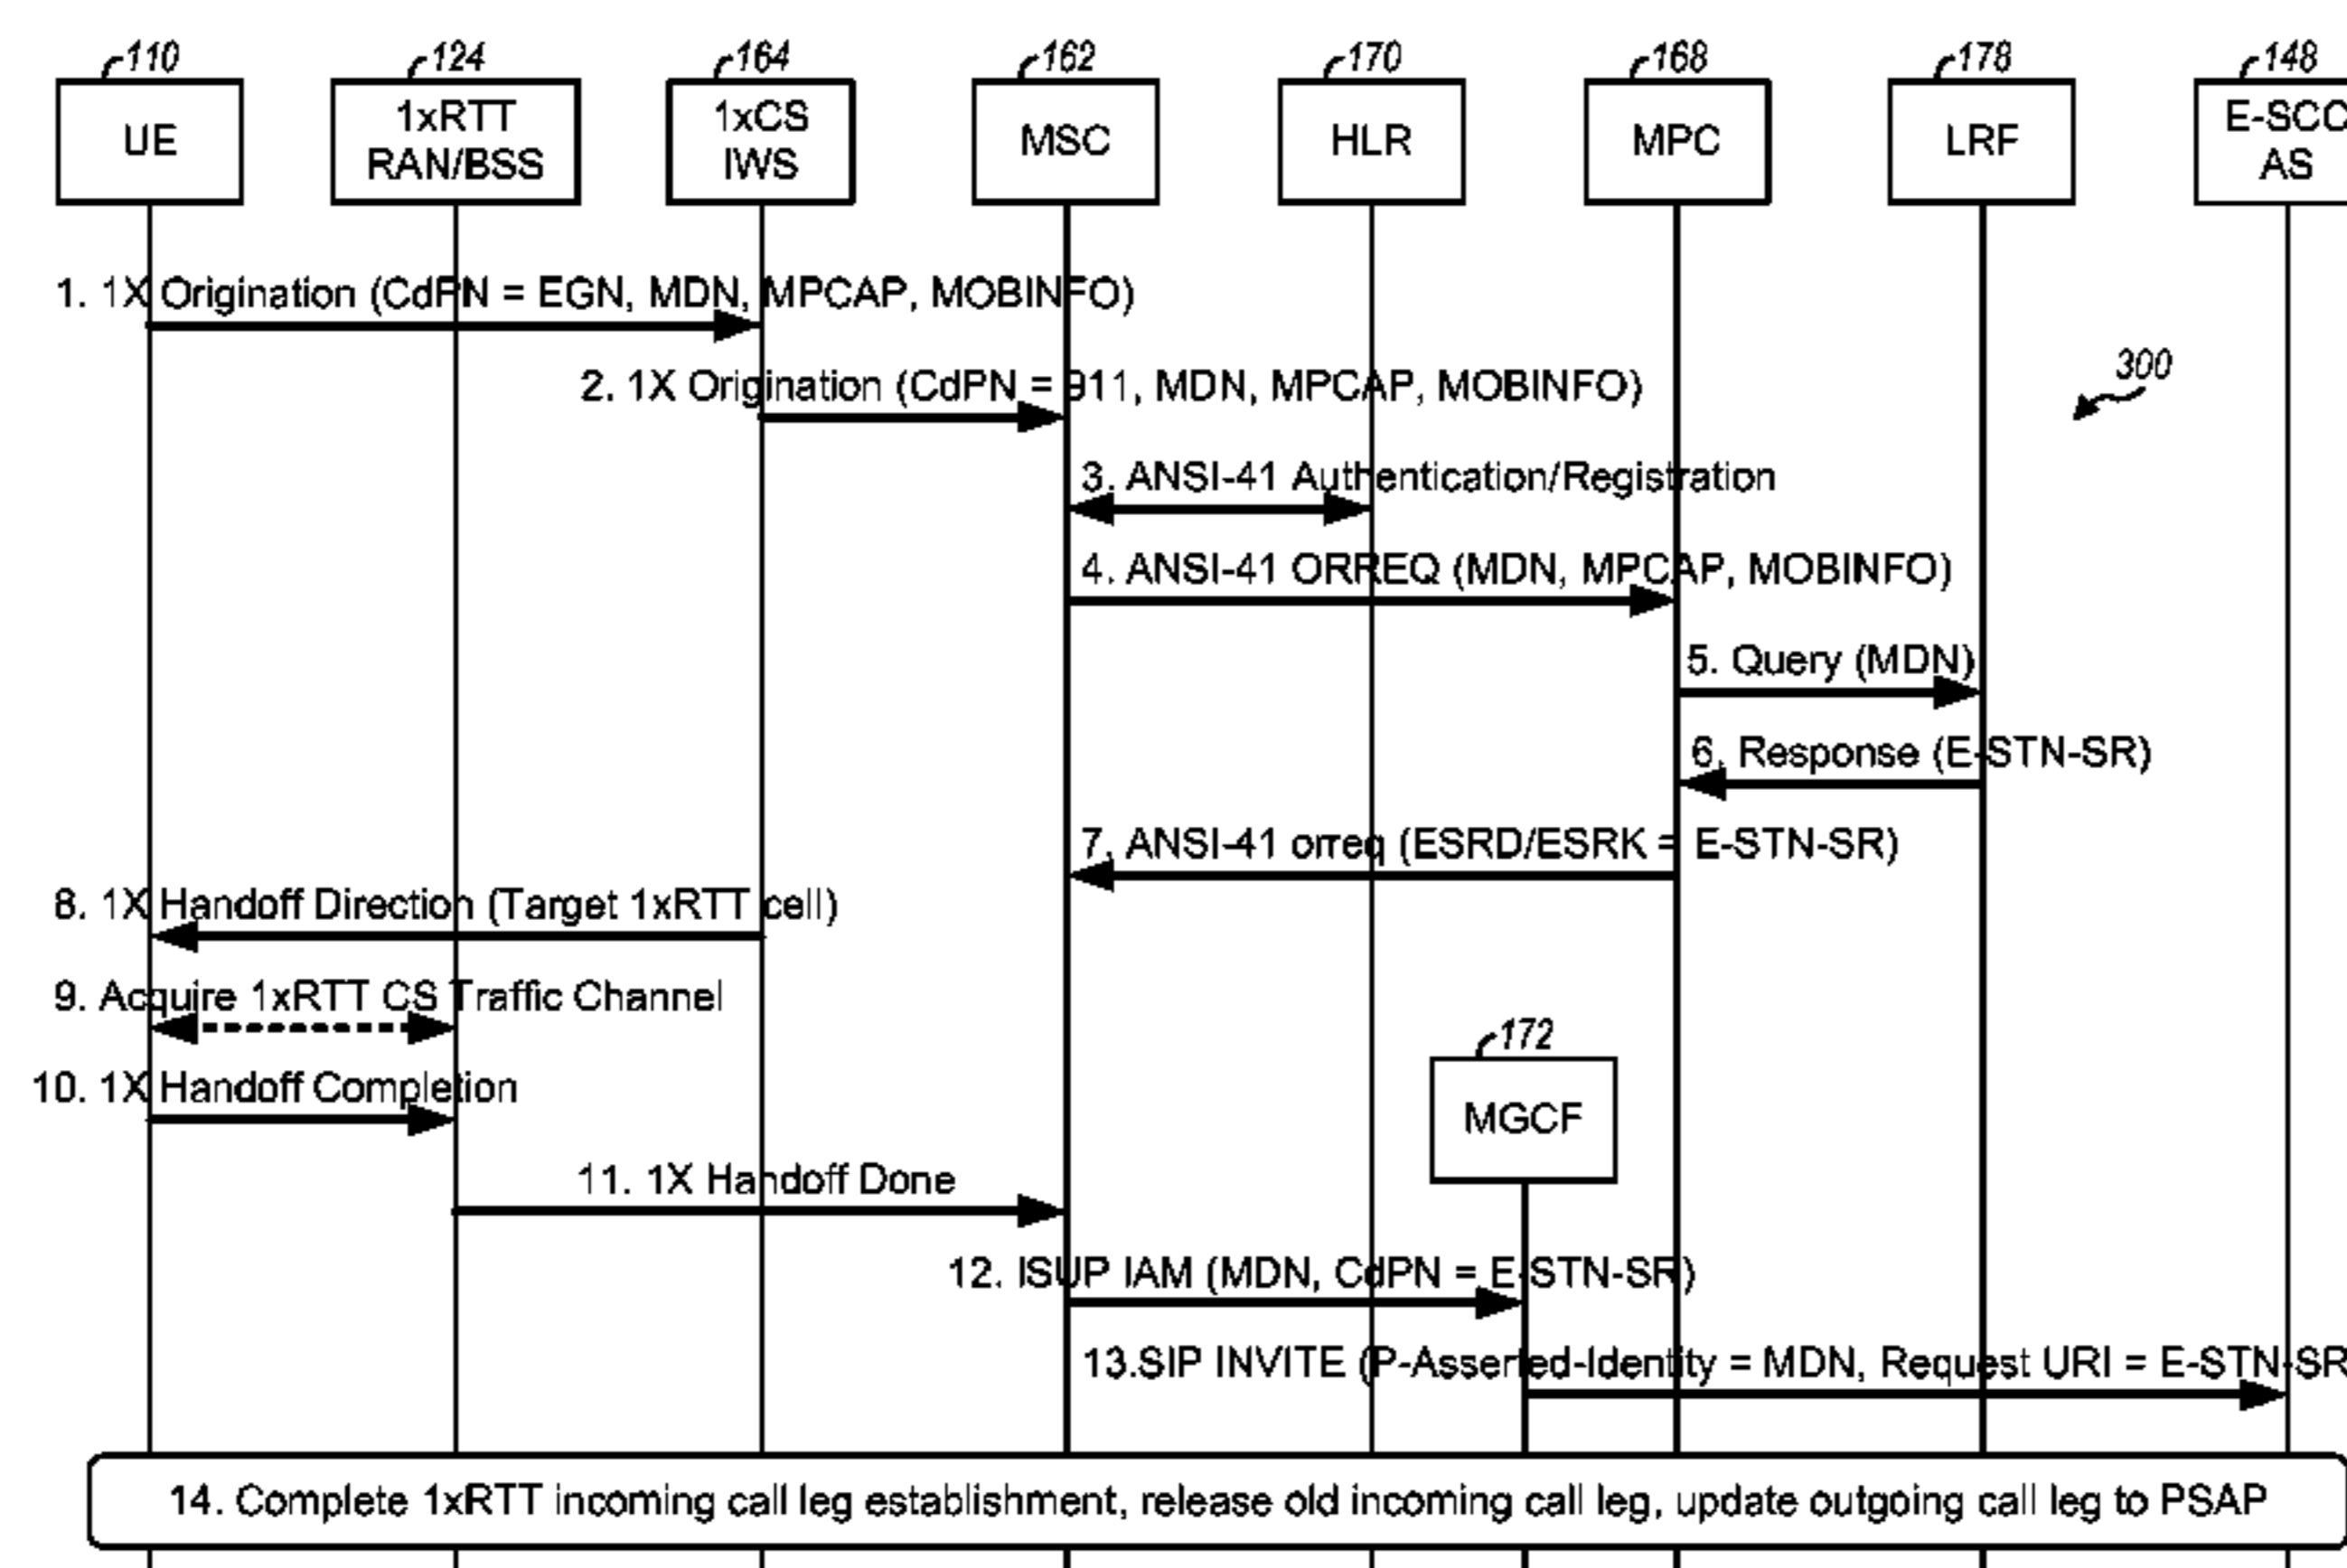 110 124 164 162 170 168 178 148
UE 1xRTT RAN/BSS 1xCS IWS MSC HLR MPC LRF E-SCC AS
1. 1X Origination (CdPN = EGN, MDN, MPCAP, MOBINFO)
300
2. 1X Origination (CdPN = 911, MDN, MPCAP, MOBINFO)
3. ANSI-41 Authentication/Registration
4. ANSI-41 ORREQ (MDN, MPCAP, MOBINFO)
5. Query (MDN)
6. Response (E-STN-SR)
7. ANSI-41 orreq (ESRD/ESRK = E-STN-SR)
8. 1X Handoff Direction (Target 1xRTT cell)
9. Acquire 1xRTT CS Traffic Channel
172
MGCF
10. 1X Handoff Completion
11. 1X Handoff Done
12. ISUP IAM (MDN, CdPN = E-STN-SR)
13.SIP INVITE (P-Asserted-Identity = MDN, Request URI = E-STN-SR
14. Complete 1xRTT incoming call leg establishment, release old incoming call leg, update outgoing call leg to PSAP